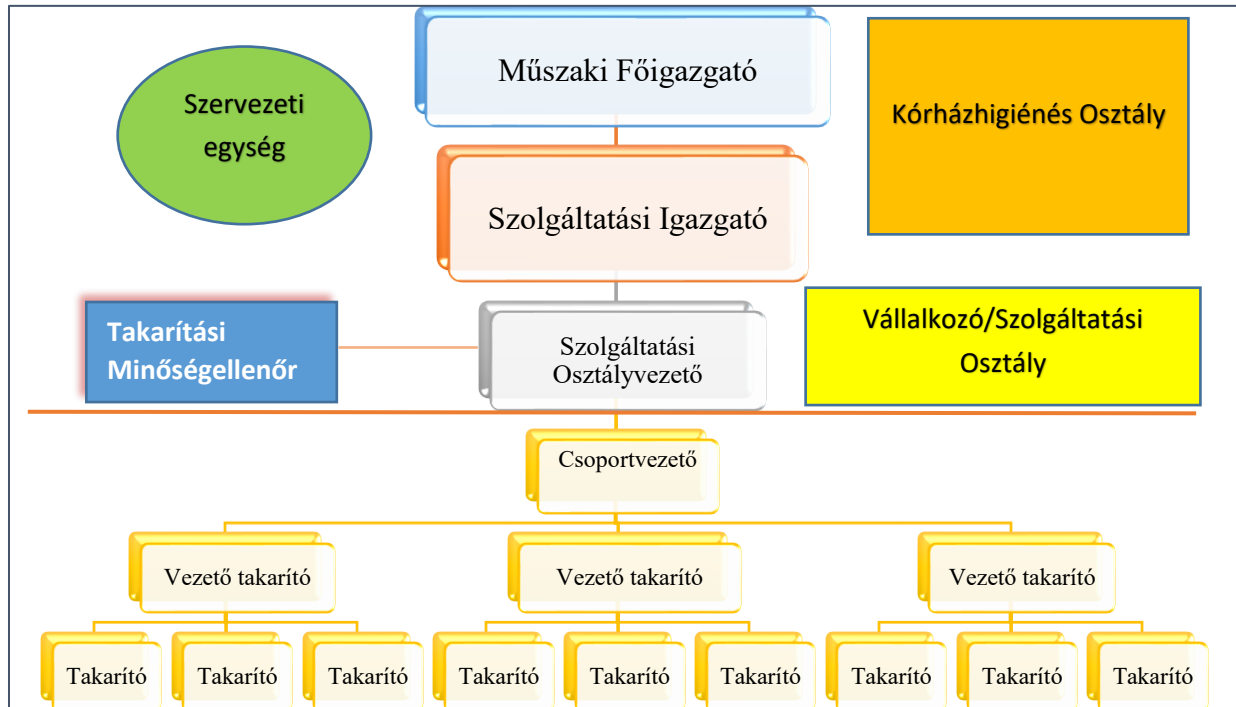 Műszaki Főigazgató
Szervezeti
egység
Kórházhigiénés Osztály
Szolgáltatási Igazgató
Takarítási
Minőségellenőr
Szolgáltatási
Osztályvezető
Vállalkozó/Szolgáltatási
Osztály
Csoportvezető
Vezető takarító
Vezető takarító
Vezető takarító
Takarító
Takarító
Takarító
Takarító
Takarító
Takarító
Takarító
Takarító
Takarító